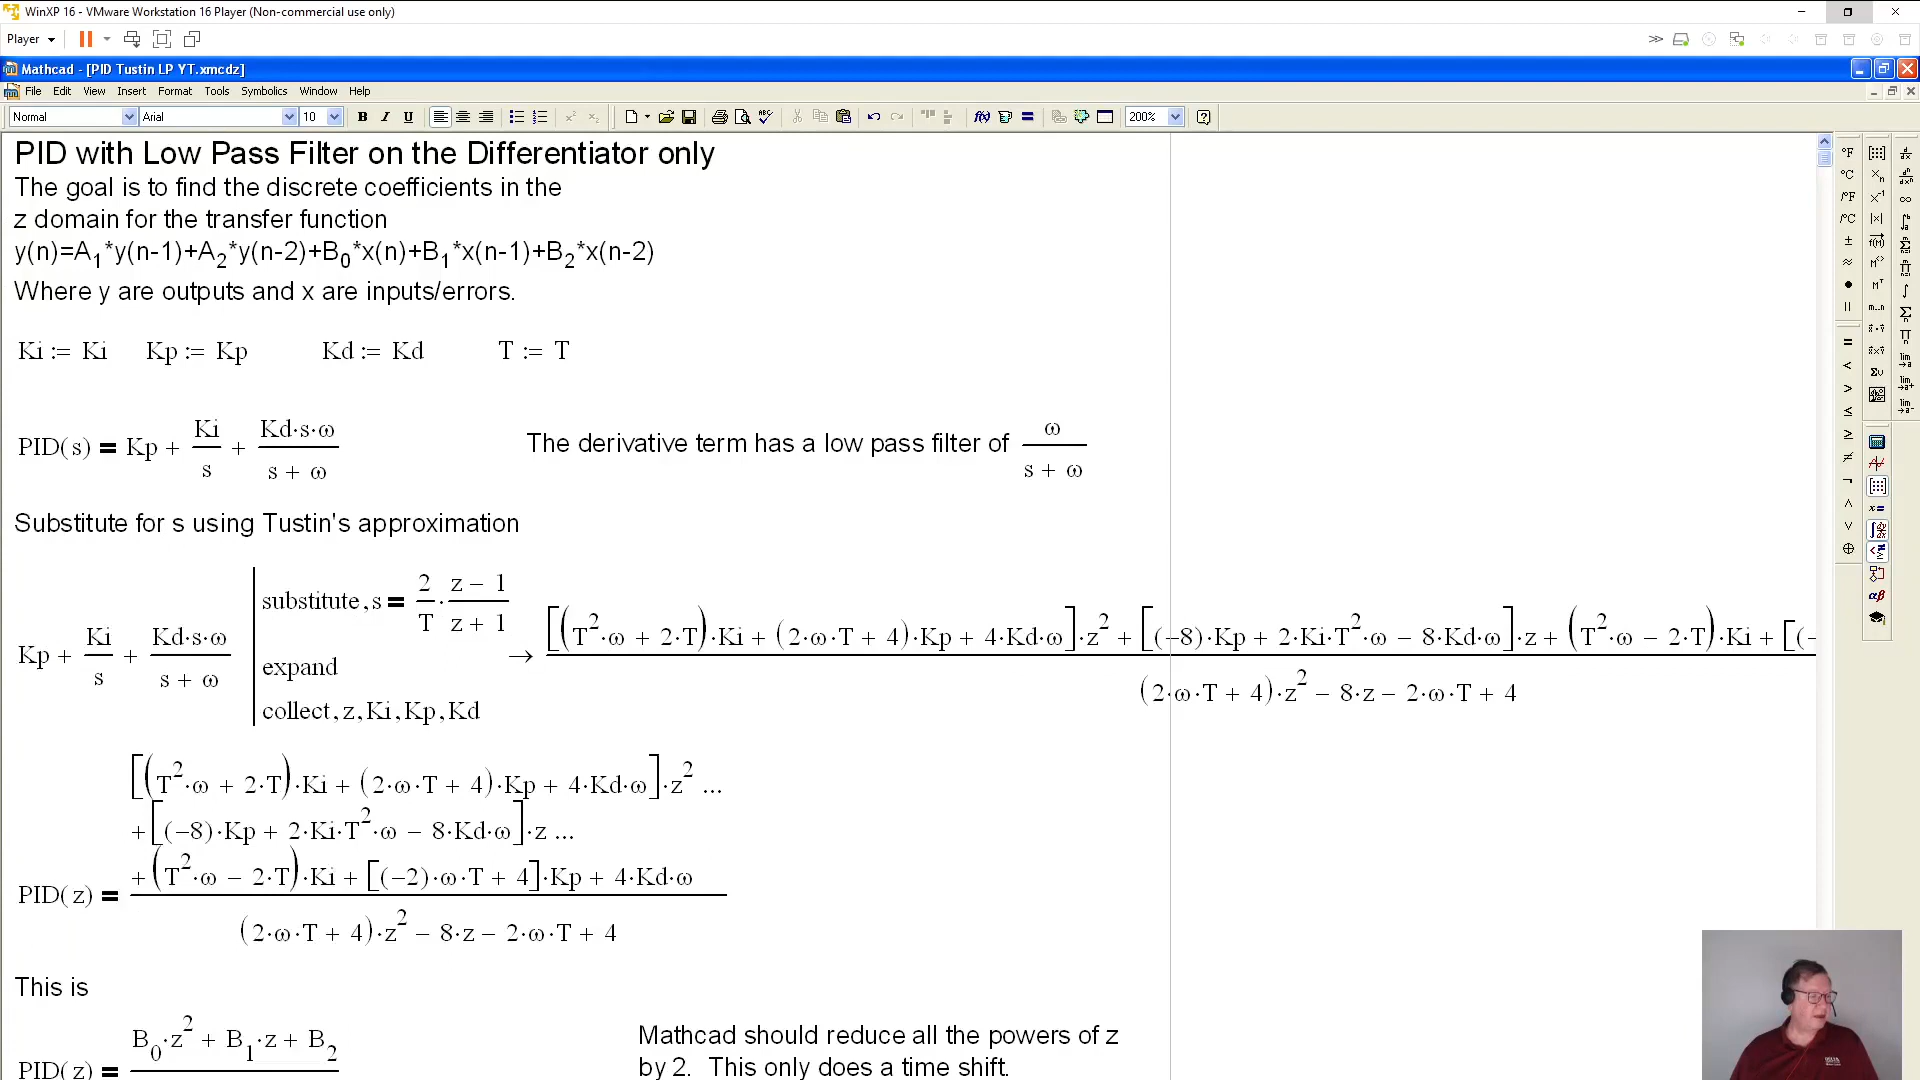 WinXP 16 - VMware Workstation 16 Player (Non-commercial use only)
Player
Mathcad - [PID Tustin LP YT.xmcdz]
File Edit View Insert Format Tools Symbolics Window Help
Normal Arial 10 B I U 200%
PID with Low Pass Filter on the Differentiator only
The goal is to find the discrete coefficients in the
z domain for the transfer function
y(n)=A₁*y(n-1)+A₂*y(n-2)+B₀*x(n)+B₁*x(n-1)+B₂*x(n-2)
Where y are outputs and x are inputs/errors.
Ki := Ki Kp := Kp Kd := Kd T := T
PID(s) = Kp + Ki/s + Kd·s·ω/(s + ω) The derivative term has a low pass filter of ω/(s + ω)
Substitute for s using Tustin's approximation
Kp + Ki/s + Kd·s·ω/(s + ω) substitute,s = 2/T · (z − 1)/(z + 1)
expand
collect,z,Ki,Kp,Kd
→ [(T²·ω + 2·T)·Ki + (2·ω·T + 4)·Kp + 4·Kd·ω]·z² + [(−8)·Kp + 2·Ki·T²·ω − 8·Kd·ω]·z + (T²·ω − 2·T)·Ki + [(−
(2·ω·T + 4)·z² − 8·z − 2·ω·T + 4
[(T²·ω + 2·T)·Ki + (2·ω·T + 4)·Kp + 4·Kd·ω]·z² ...
+ [(−8)·Kp + 2·Ki·T²·ω − 8·Kd·ω]·z ...
+ (T²·ω − 2·T)·Ki + [(−2)·ω·T + 4]·Kp + 4·Kd·ω
PID(z) =
(2·ω·T + 4)·z² − 8·z − 2·ω·T + 4
This is
B₀·z² + B₁·z + B₂
PID(z) =
Mathcad should reduce all the powers of z
by 2. This only does a time shift.